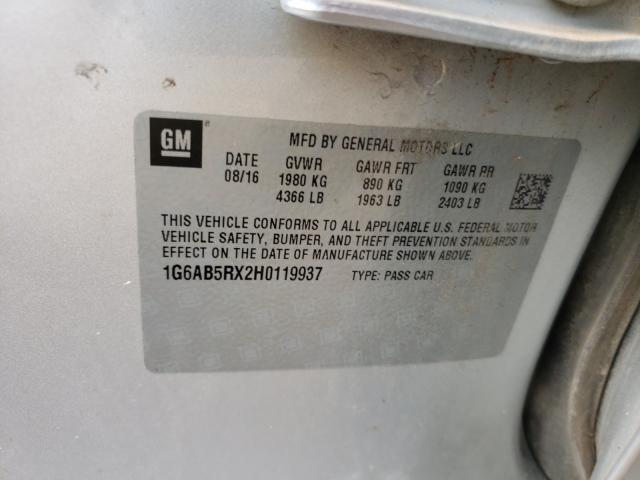 GM ® MFD BY GENERAL MOTORS LLC
DATE GVWR GAWR FRT GAWR RR
08/16 1980 KG 890 KG 1090 KG
4366 LB 1963 LB 2403 LB
THIS VEHICLE CONFORMS TO ALL APPLICABLE U.S. FEDERAL MOTOR
VEHICLE SAFETY, BUMPER, AND THEFT PREVENTION STANDARDS IN
EFFECT ON THE DATE OF MANUFACTURE SHOWN ABOVE.
1G6AB5RX2H0119937 TYPE: PASS CAR